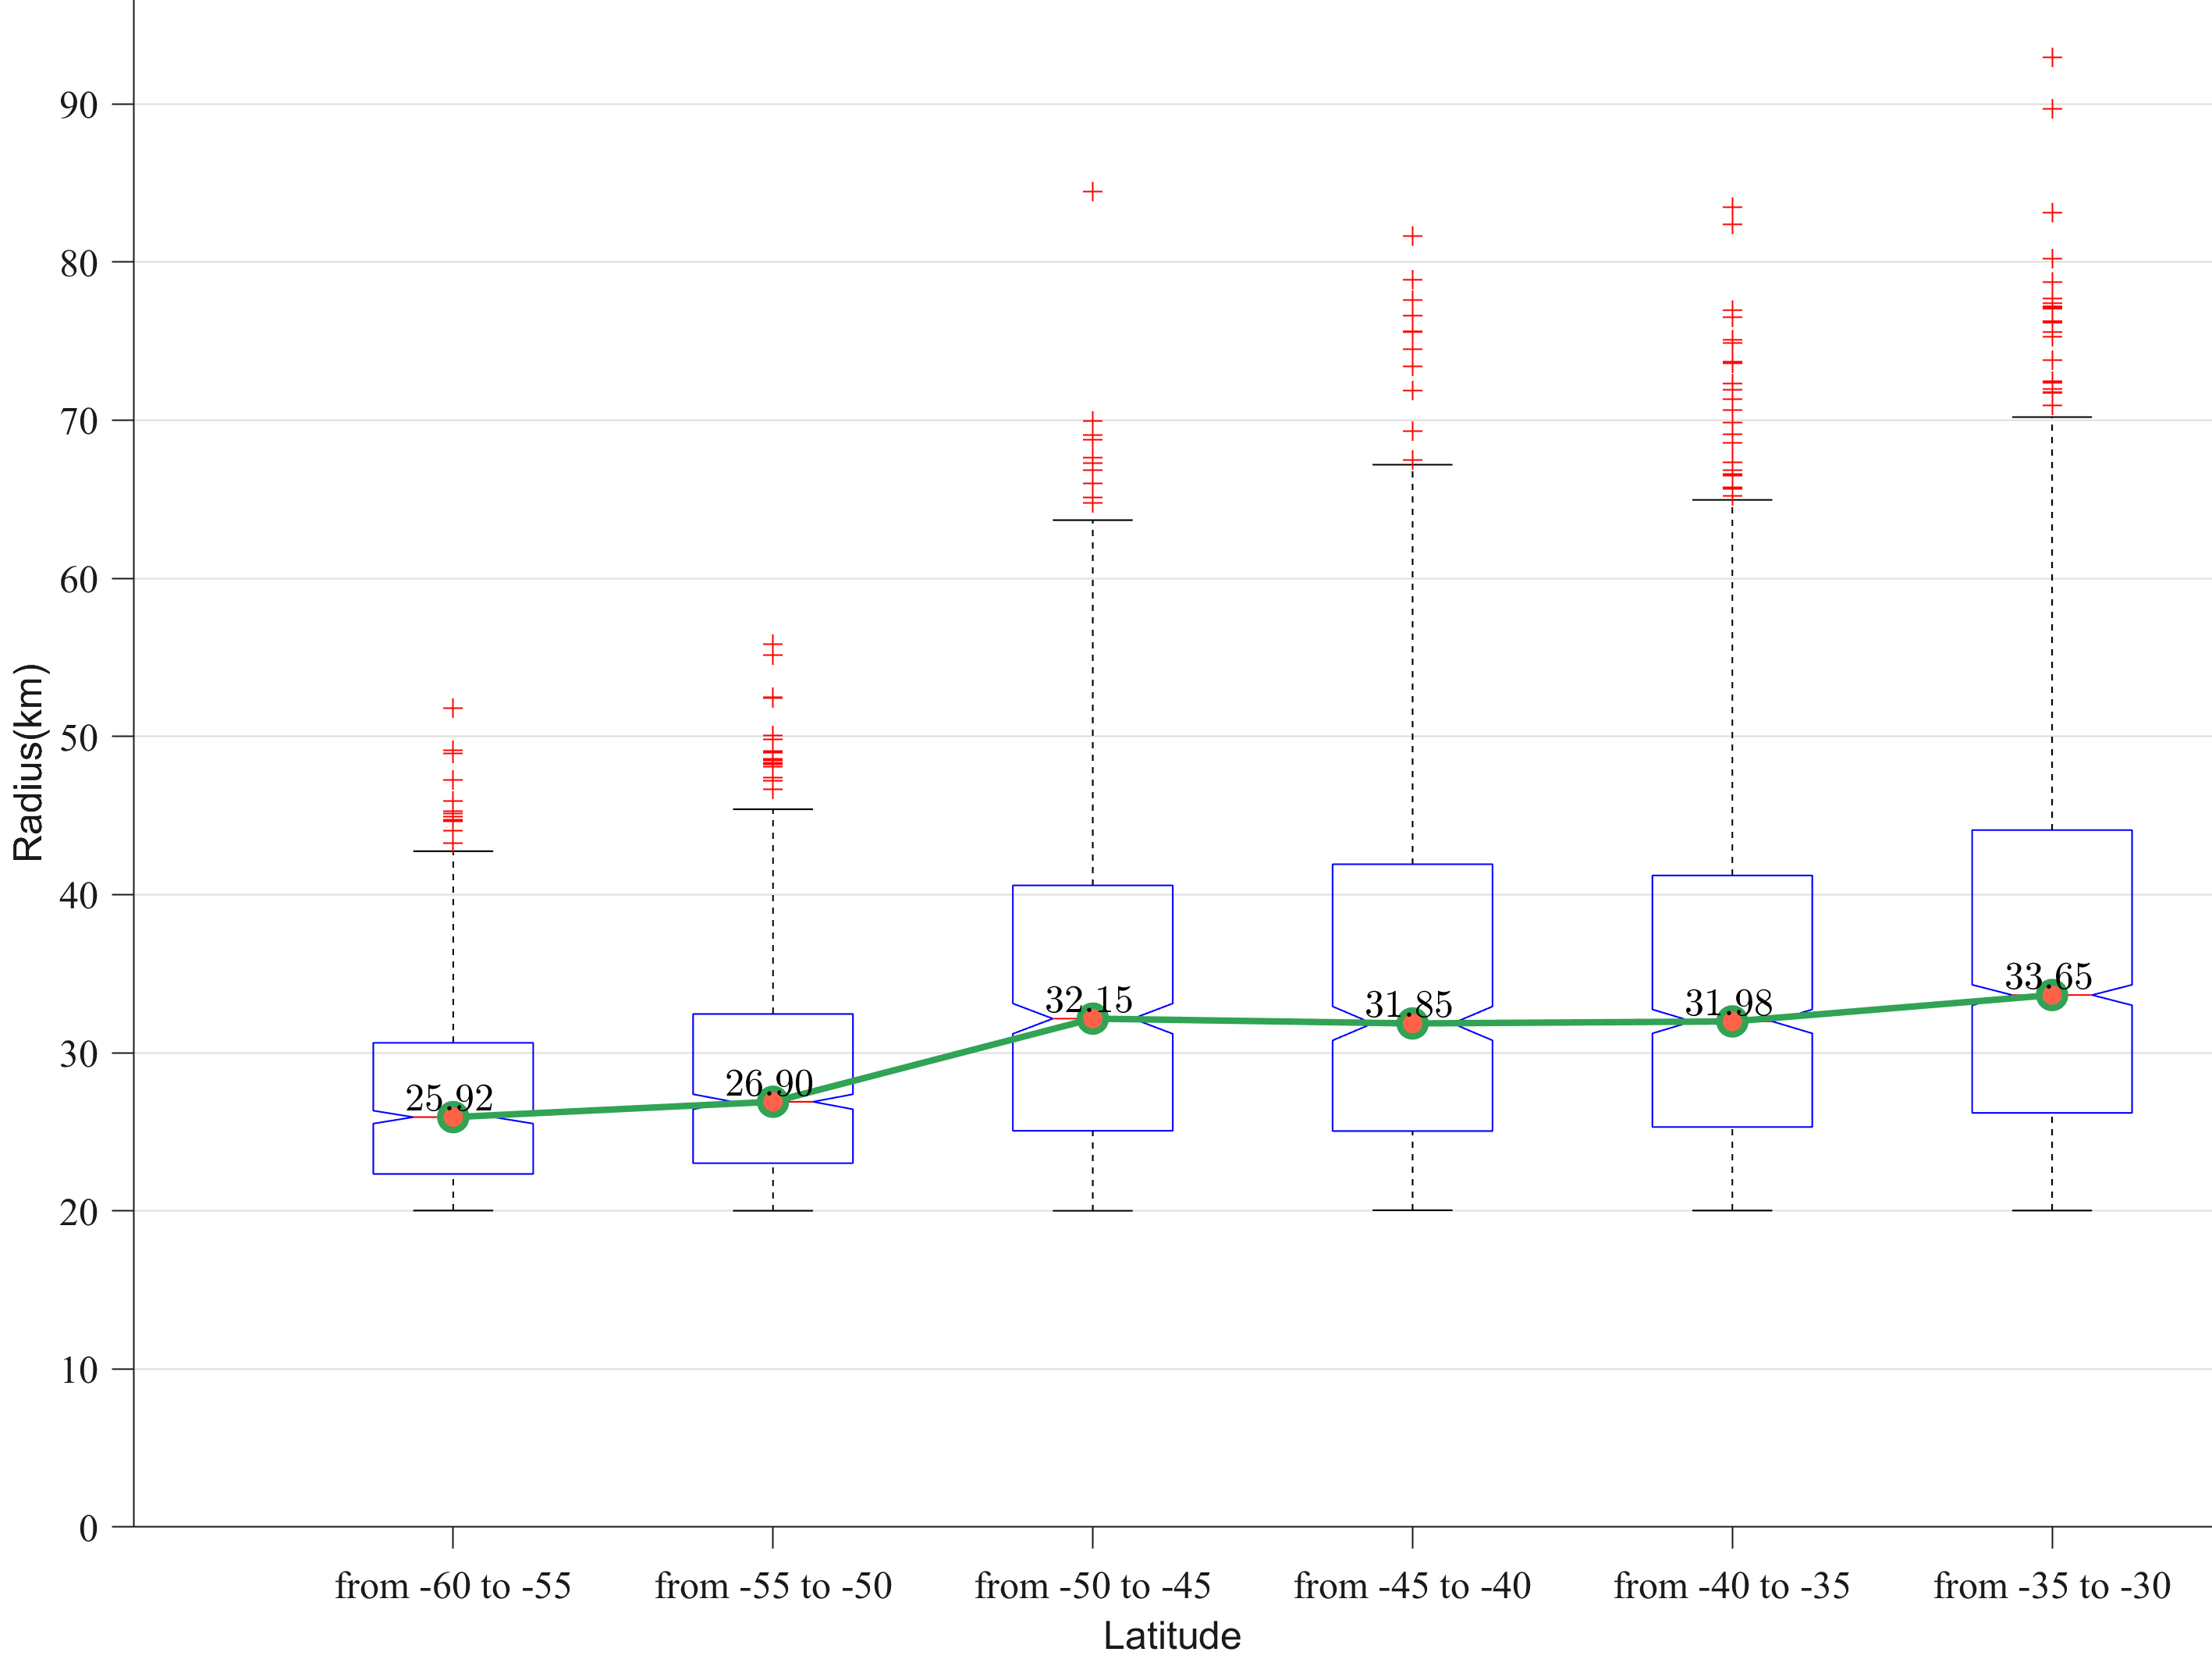 90
80
70
60
50
40
30
20
10
0
Radius(km)
25.92
26.90
32.15
31.85
31.98
33.65
from -60 to -55
from -55 to -50
from -50 to -45
from -45 to -40
from -40 to -35
from -35 to -30
Latitude